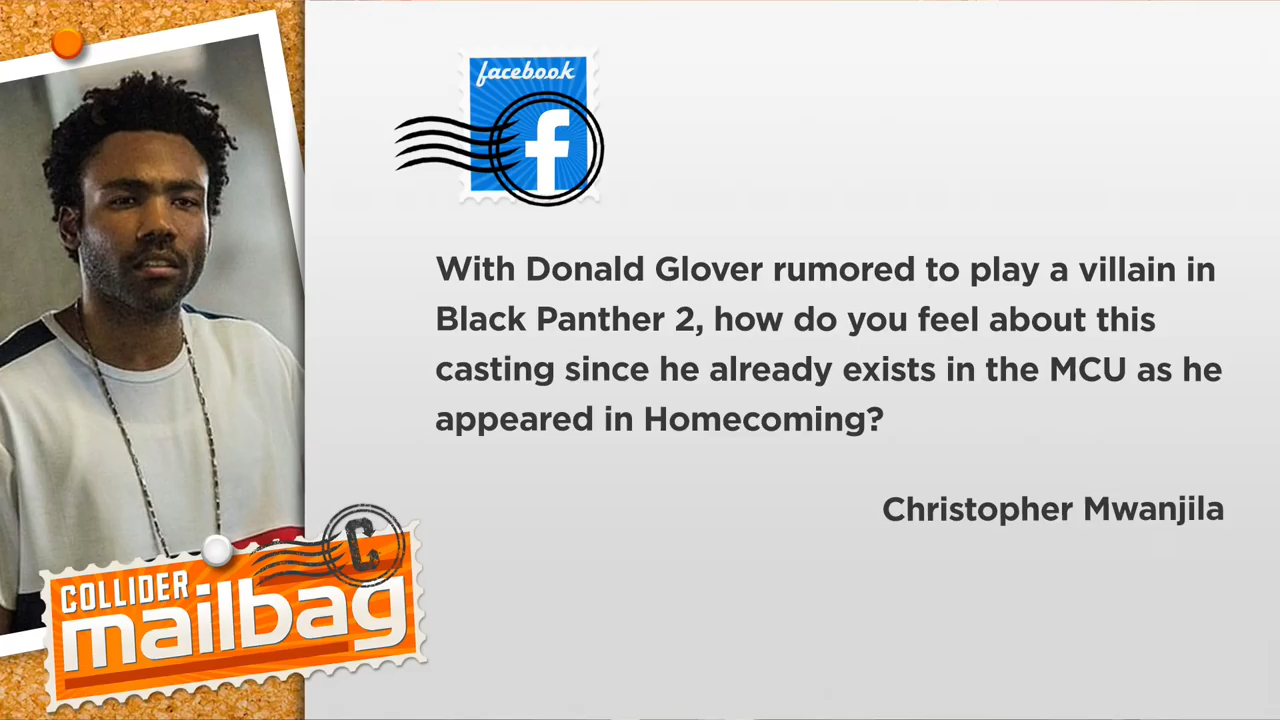 facebook
f
With Donald Glover rumored to play a villain in
Black Panther 2, how do you feel about this
casting since he already exists in the MCU as he
appeared in Homecoming?
Christopher Mwanjila
C
COLLIDER
mailbag